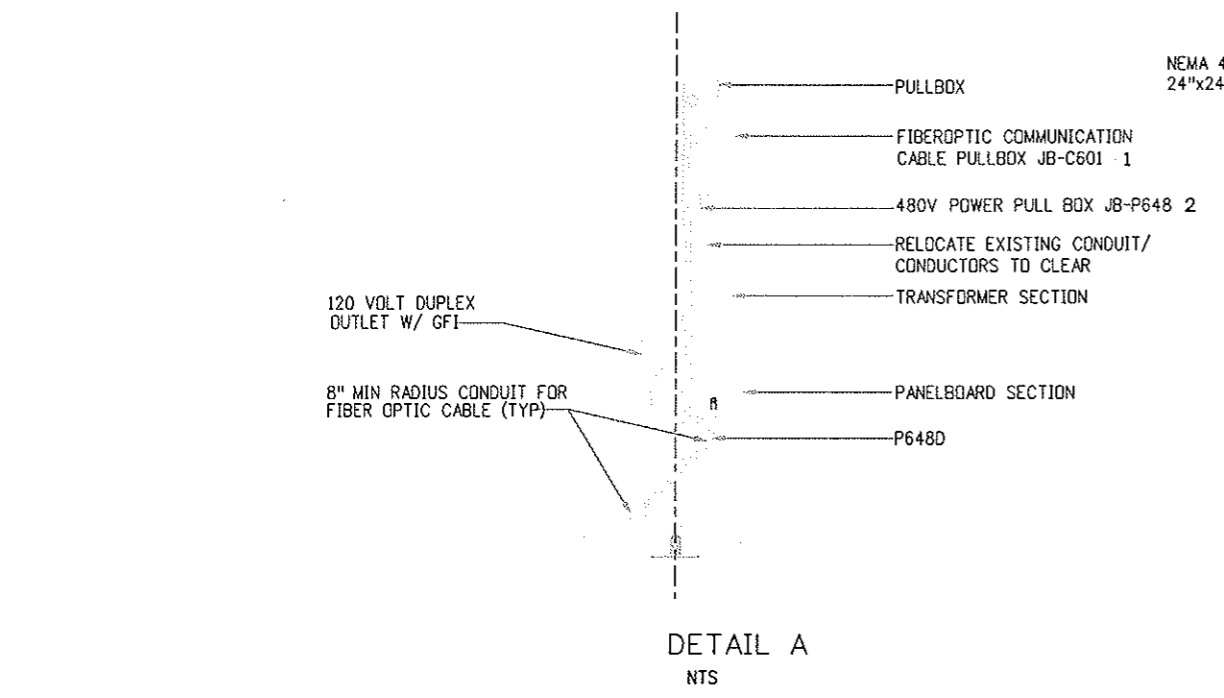 PULLBOX
NEMA 4
24"x24
FIBEROPTIC COMMUNICATION
CABLE PULLBOX JB-C601 1
480V POWER PULL BOX JB-P648 2
RELOCATE EXISTING CONDUIT/
CONDUCTORS TO CLEAR
TRANSFORMER SECTION
120 VOLT DUPLEX
OUTLET W/ GFI
8" MIN RADIUS CONDUIT FOR
FIBER OPTIC CABLE (TYP)
PANELBOARD SECTION
P648D
DETAIL A
NTS